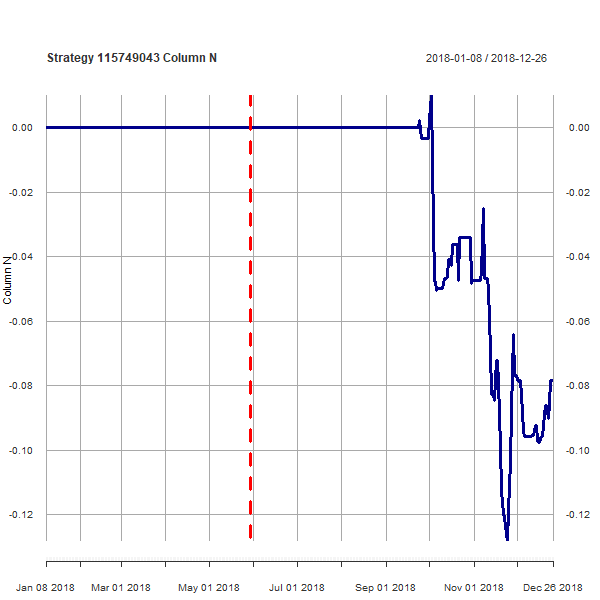 Strategy 115749043 Column N
2018-01-08 / 2018-12-26
Column N
0.00 0.00
-0.02 -0.02
-0.04 -0.04
-0.06 -0.06
-0.08 -0.08
-0.10 -0.10
-0.12 -0.12
Jan 08 2018 Mar 01 2018 May 01 2018 Jul 01 2018 Sep 01 2018 Nov 01 2018 Dec 26 2018